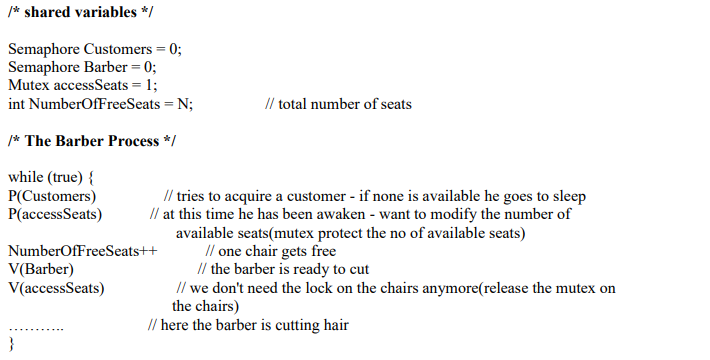 /* shared variables */
Semaphore Customers = 0;
Semaphore Barber = 0;
Mutex accessSeats = 1;
int NumberOfFreeSeats = N; // total number of seats
/* The Barber Process */
while (true) {
P(Customers) // tries to acquire a customer - if none is available he goes to sleep
P(accessSeats) // at this time he has been awaken - want to modify the number of
available seats(mutex protect the no of available seats)
NumberOfFreeSeats++ // one chair gets free
V(Barber) // the barber is ready to cut
V(accessSeats) // we don't need the lock on the chairs anymore(release the mutex on
the chairs)
……….. // here the barber is cutting hair
}